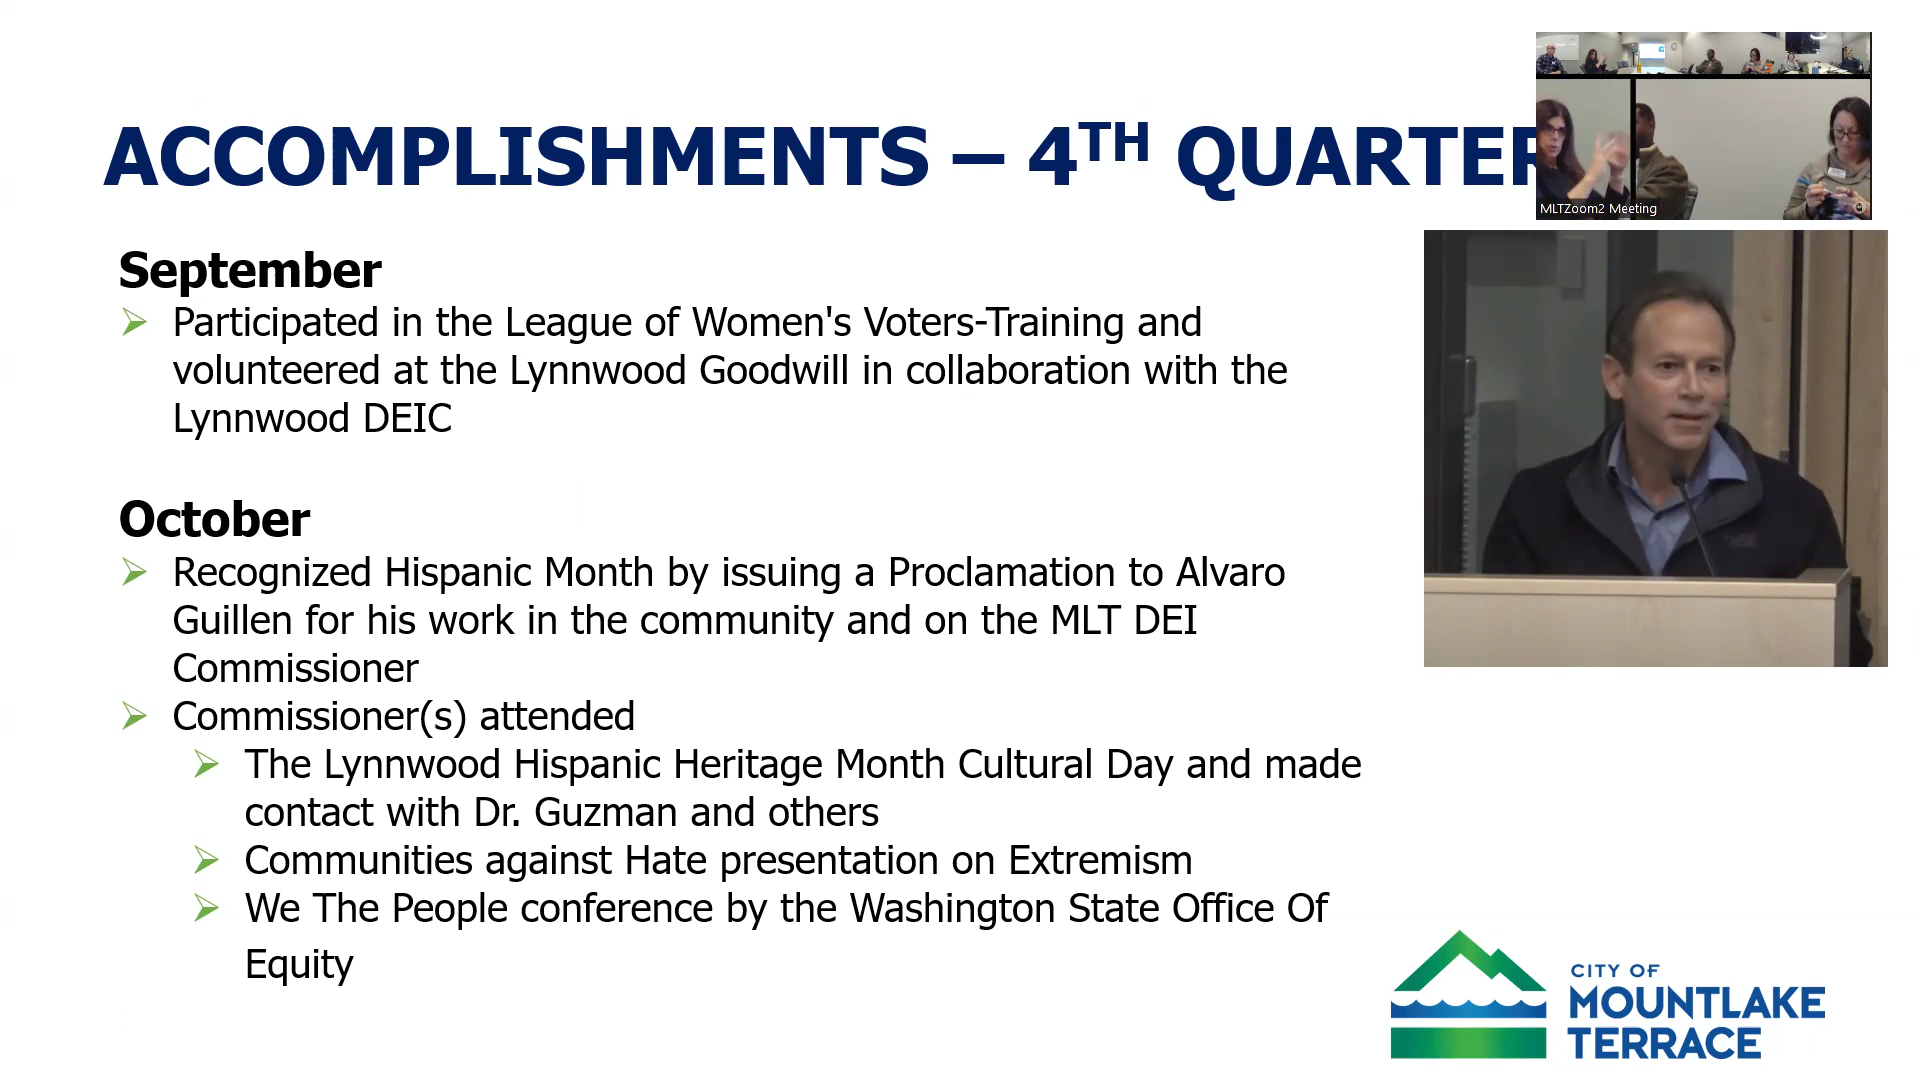 ACCOMPLISHMENTS – 4TH QUARTER
MLTZoom2 Meeting
September
Participated in the League of Women's Voters-Training and
volunteered at the Lynnwood Goodwill in collaboration with the
Lynnwood DEIC
October
Recognized Hispanic Month by issuing a Proclamation to Alvaro
Guillen for his work in the community and on the MLT DEI
Commissioner
Commissioner(s) attended
The Lynnwood Hispanic Heritage Month Cultural Day and made
contact with Dr. Guzman and others
Communities against Hate presentation on Extremism
We The People conference by the Washington State Office Of
Equity
CITY OF
MOUNTLAKE
TERRACE